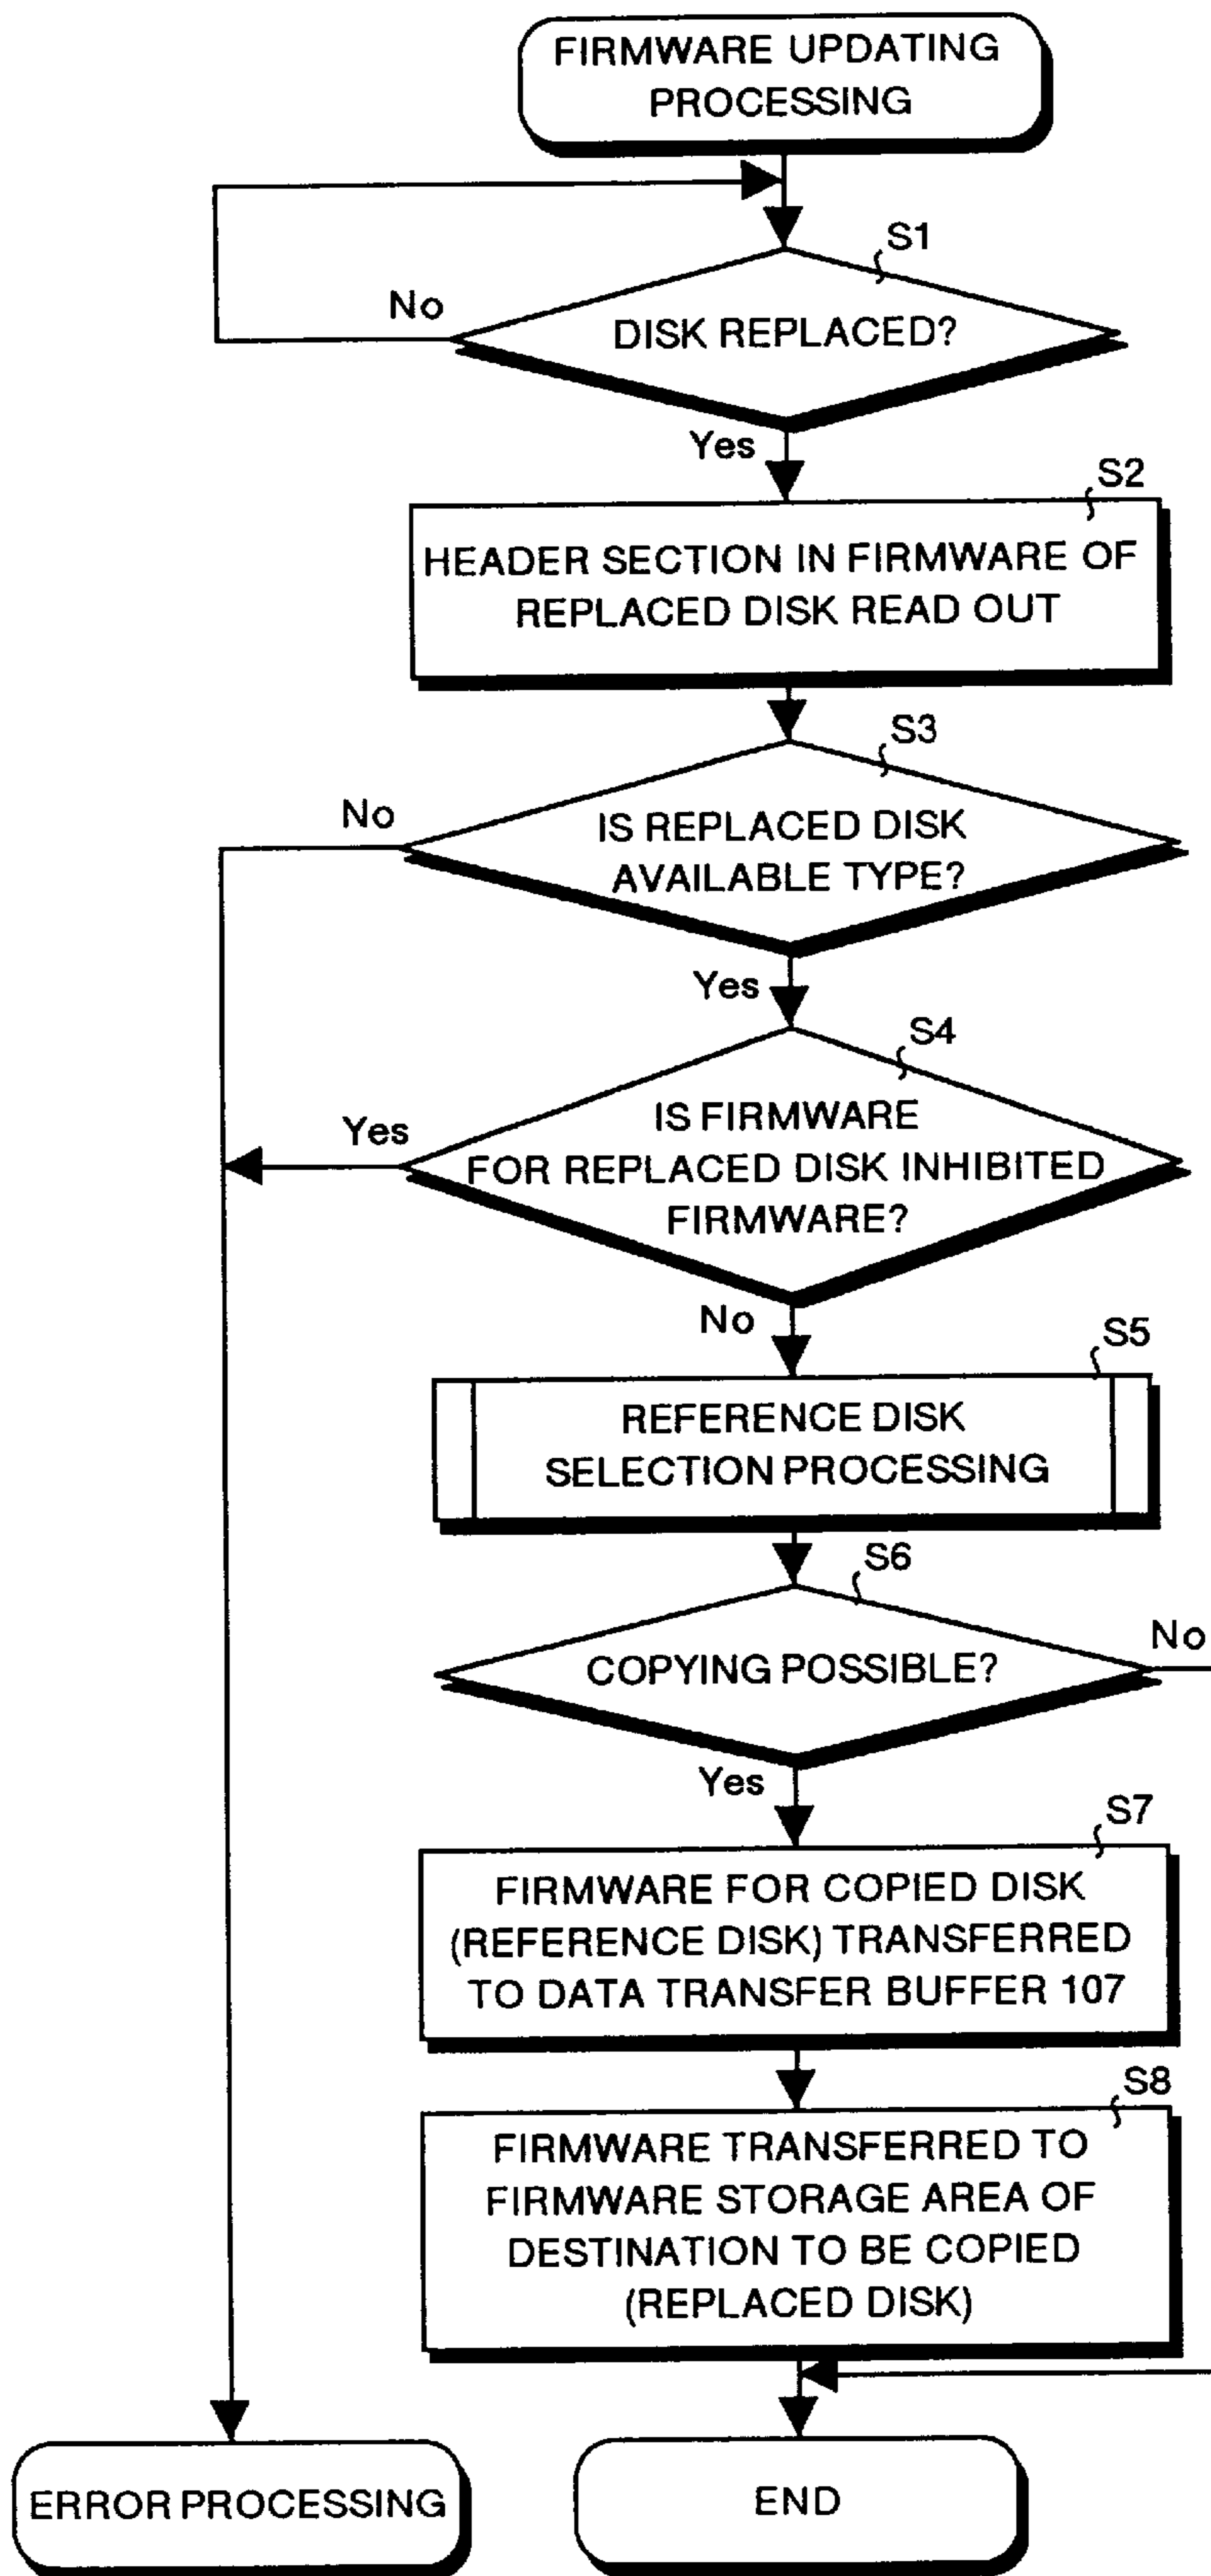 FIRMWARE UPDATING
PROCESSING
S1
No
DISK REPLACED?
Yes
S2
HEADER SECTION IN FIRMWARE OF
REPLACED DISK READ OUT
S3
No
IS REPLACED DISK
AVAILABLE TYPE?
Yes
S4
Yes
IS FIRMWARE
FOR REPLACED DISK INHIBITED
FIRMWARE?
No
S5
REFERENCE DISK
SELECTION PROCESSING
S6
No
COPYING POSSIBLE?
Yes
S7
FIRMWARE FOR COPIED DISK
(REFERENCE DISK) TRANSFERRED
TO DATA TRANSFER BUFFER 107
S8
FIRMWARE TRANSFERRED TO
FIRMWARE STORAGE AREA OF
DESTINATION TO BE COPIED
(REPLACED DISK)
ERROR PROCESSING
END